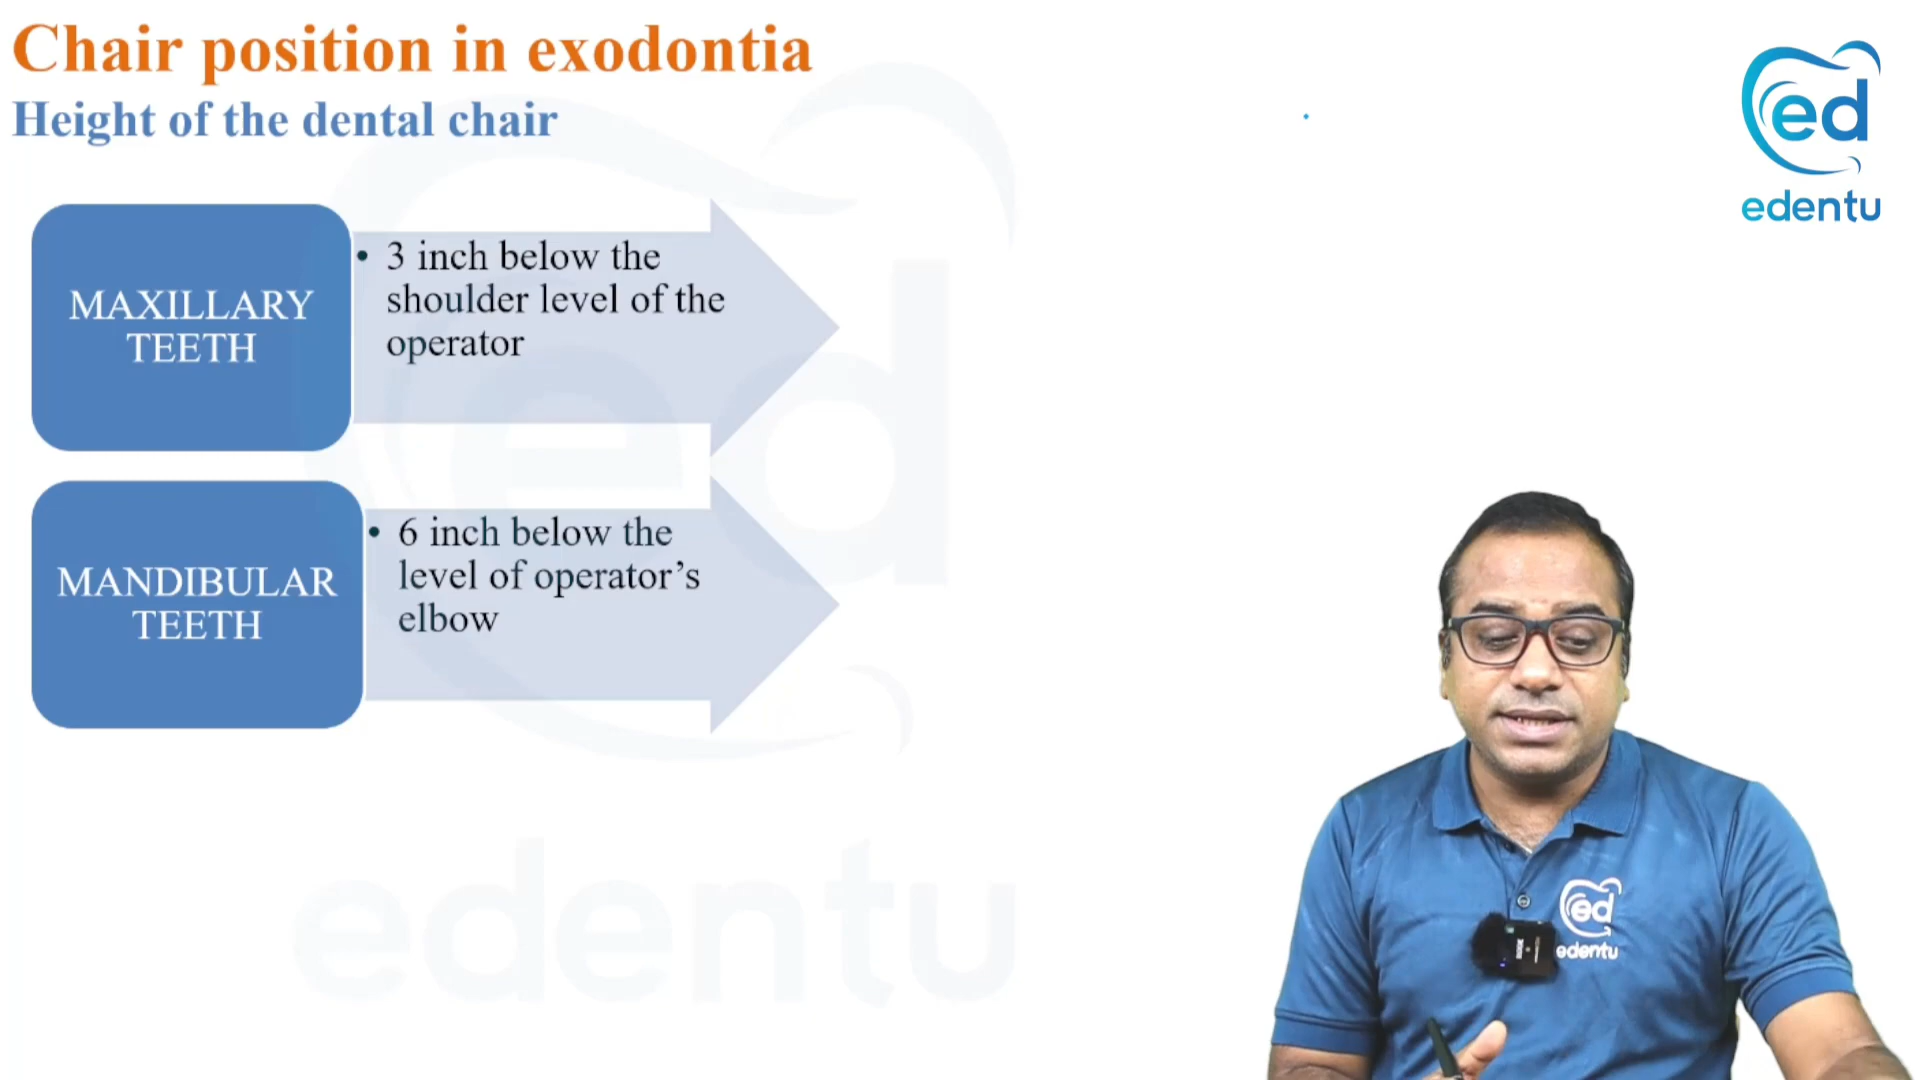 Chair position in exodontia
Height of the dental chair
ed
edentu
MAXILLARY
TEETH
• 3 inch below the
shoulder level of the
operator
MANDIBULAR
TEETH
• 6 inch below the
level of operator’s
elbow
ed
edentu
ed
edentu